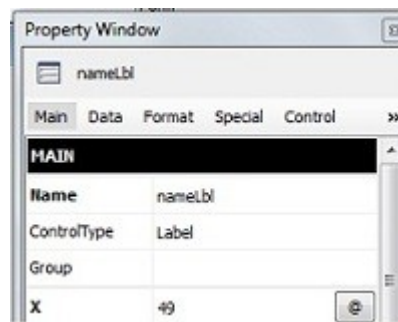 Property Window
nameLbl
Main Data Format Special Control »
MAIN
Name nameLbl
ControlType Label
Group
X 49 @